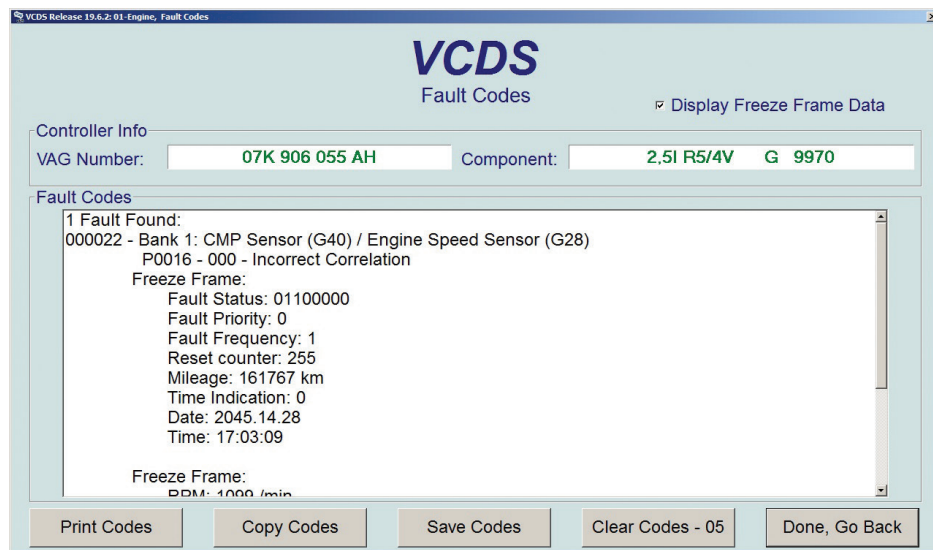 VCDS Release 19.6.2: 01-Engine, Fault Codes
VCDS
Fault Codes
Display Freeze Frame Data
Controller Info
VAG Number: 07K 906 055 AH Component: 2,5l R5/4V G 9970
Fault Codes
1 Fault Found:
000022 - Bank 1: CMP Sensor (G40) / Engine Speed Sensor (G28)
P0016 - 000 - Incorrect Correlation
Freeze Frame:
Fault Status: 01100000
Fault Priority: 0
Fault Frequency: 1
Reset counter: 255
Mileage: 161767 km
Time Indication: 0
Date: 2045.14.28
Time: 17:03:09
Freeze Frame:
RPM: 1099 /min
Print Codes Copy Codes Save Codes Clear Codes - 05 Done, Go Back